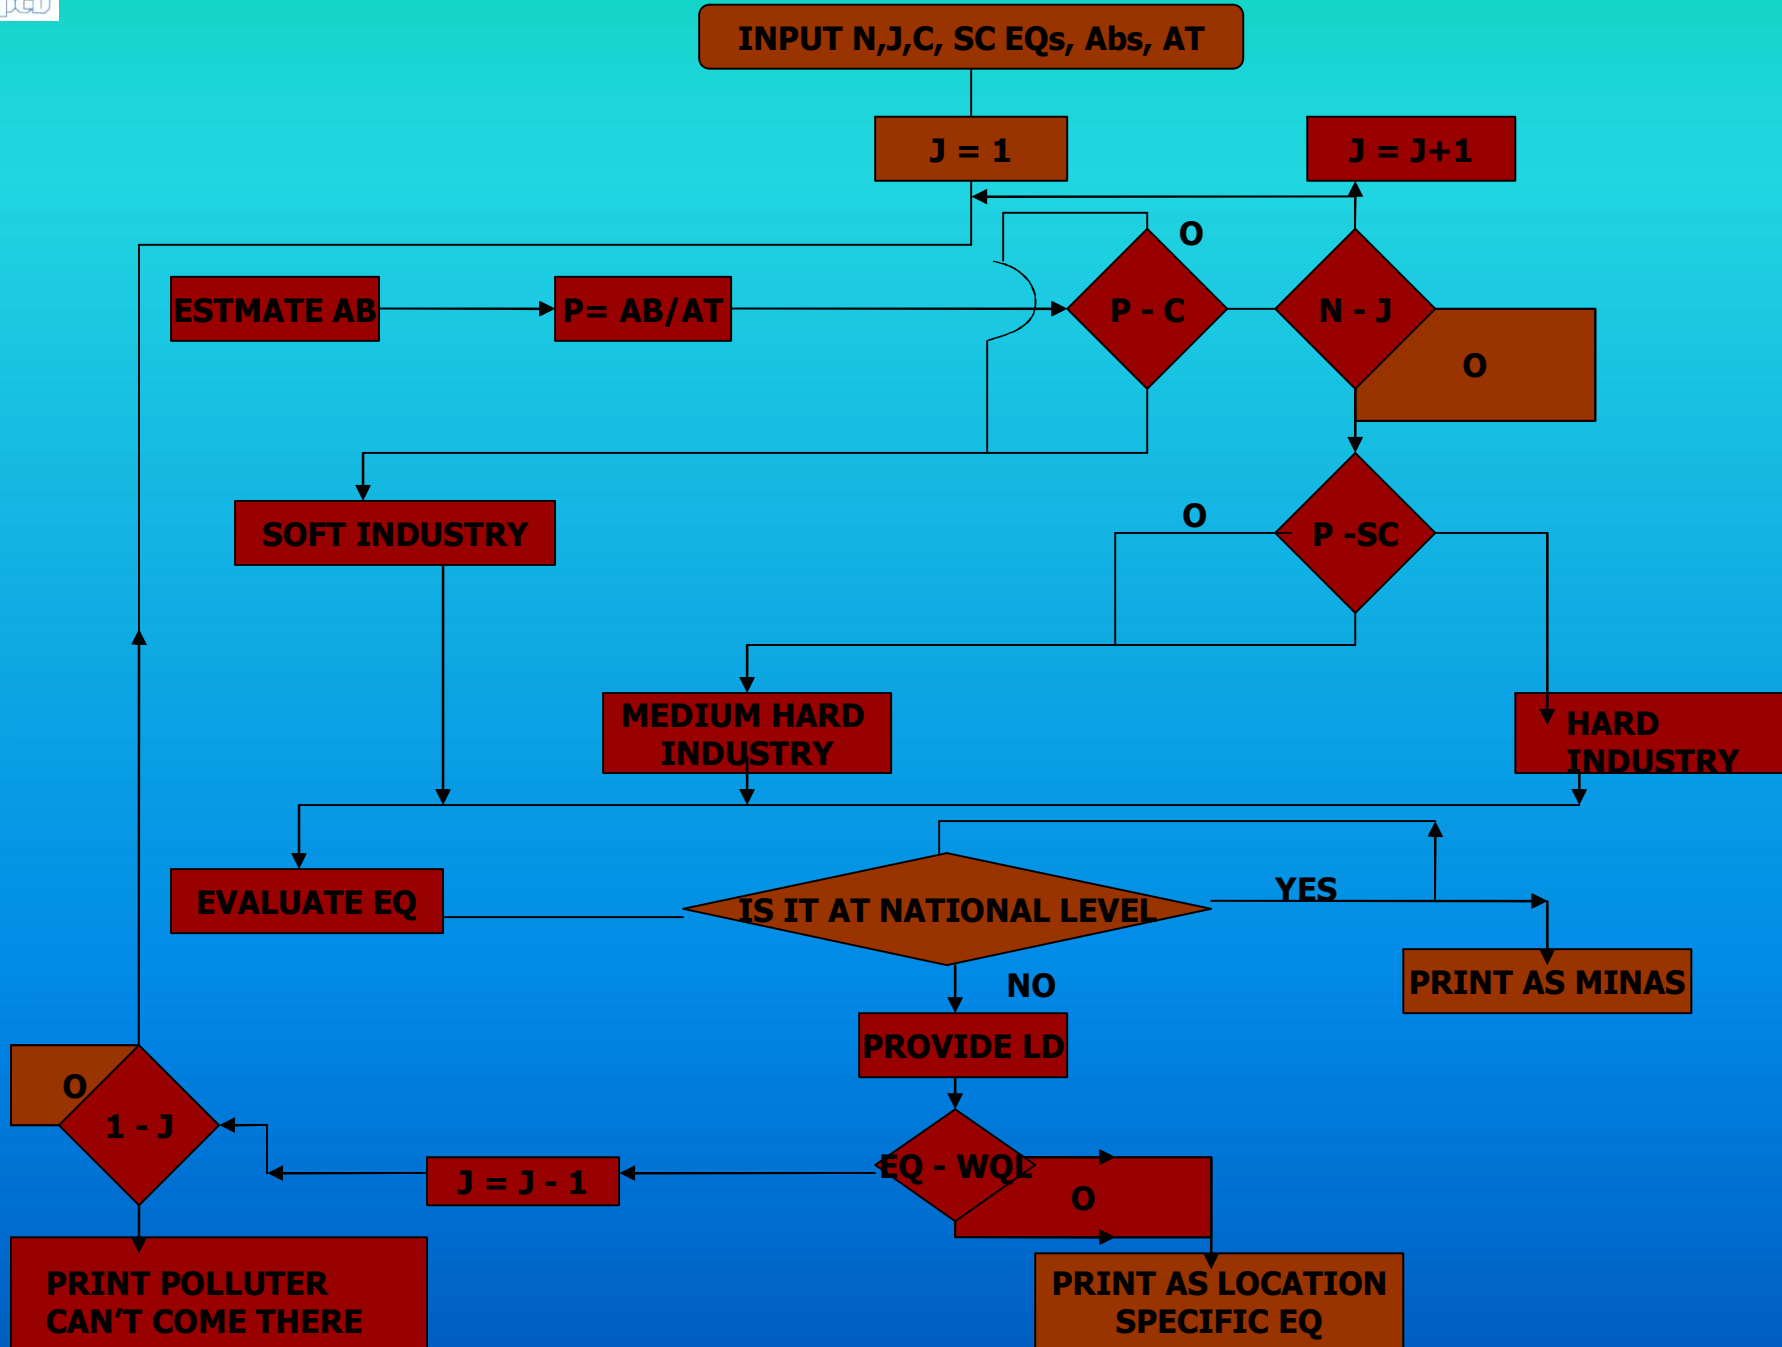 INPUT N,J,C, SC EQs, Abs, AT
J = 1
J = J+1
O
ESTMATE AB
P= AB/AT
P - C
N - J
O
SOFT INDUSTRY
O
P -SC
MEDIUM HARD
INDUSTRY
HARD
INDUSTRY
EVALUATE EQ
IS IT AT NATIONAL LEVEL
YES
PRINT AS MINAS
NO
PROVIDE LD
O
1 - J
J = J - 1
EQ - WQL
O
PRINT POLLUTER
CAN'T COME THERE
PRINT AS LOCATION
SPECIFIC EQ